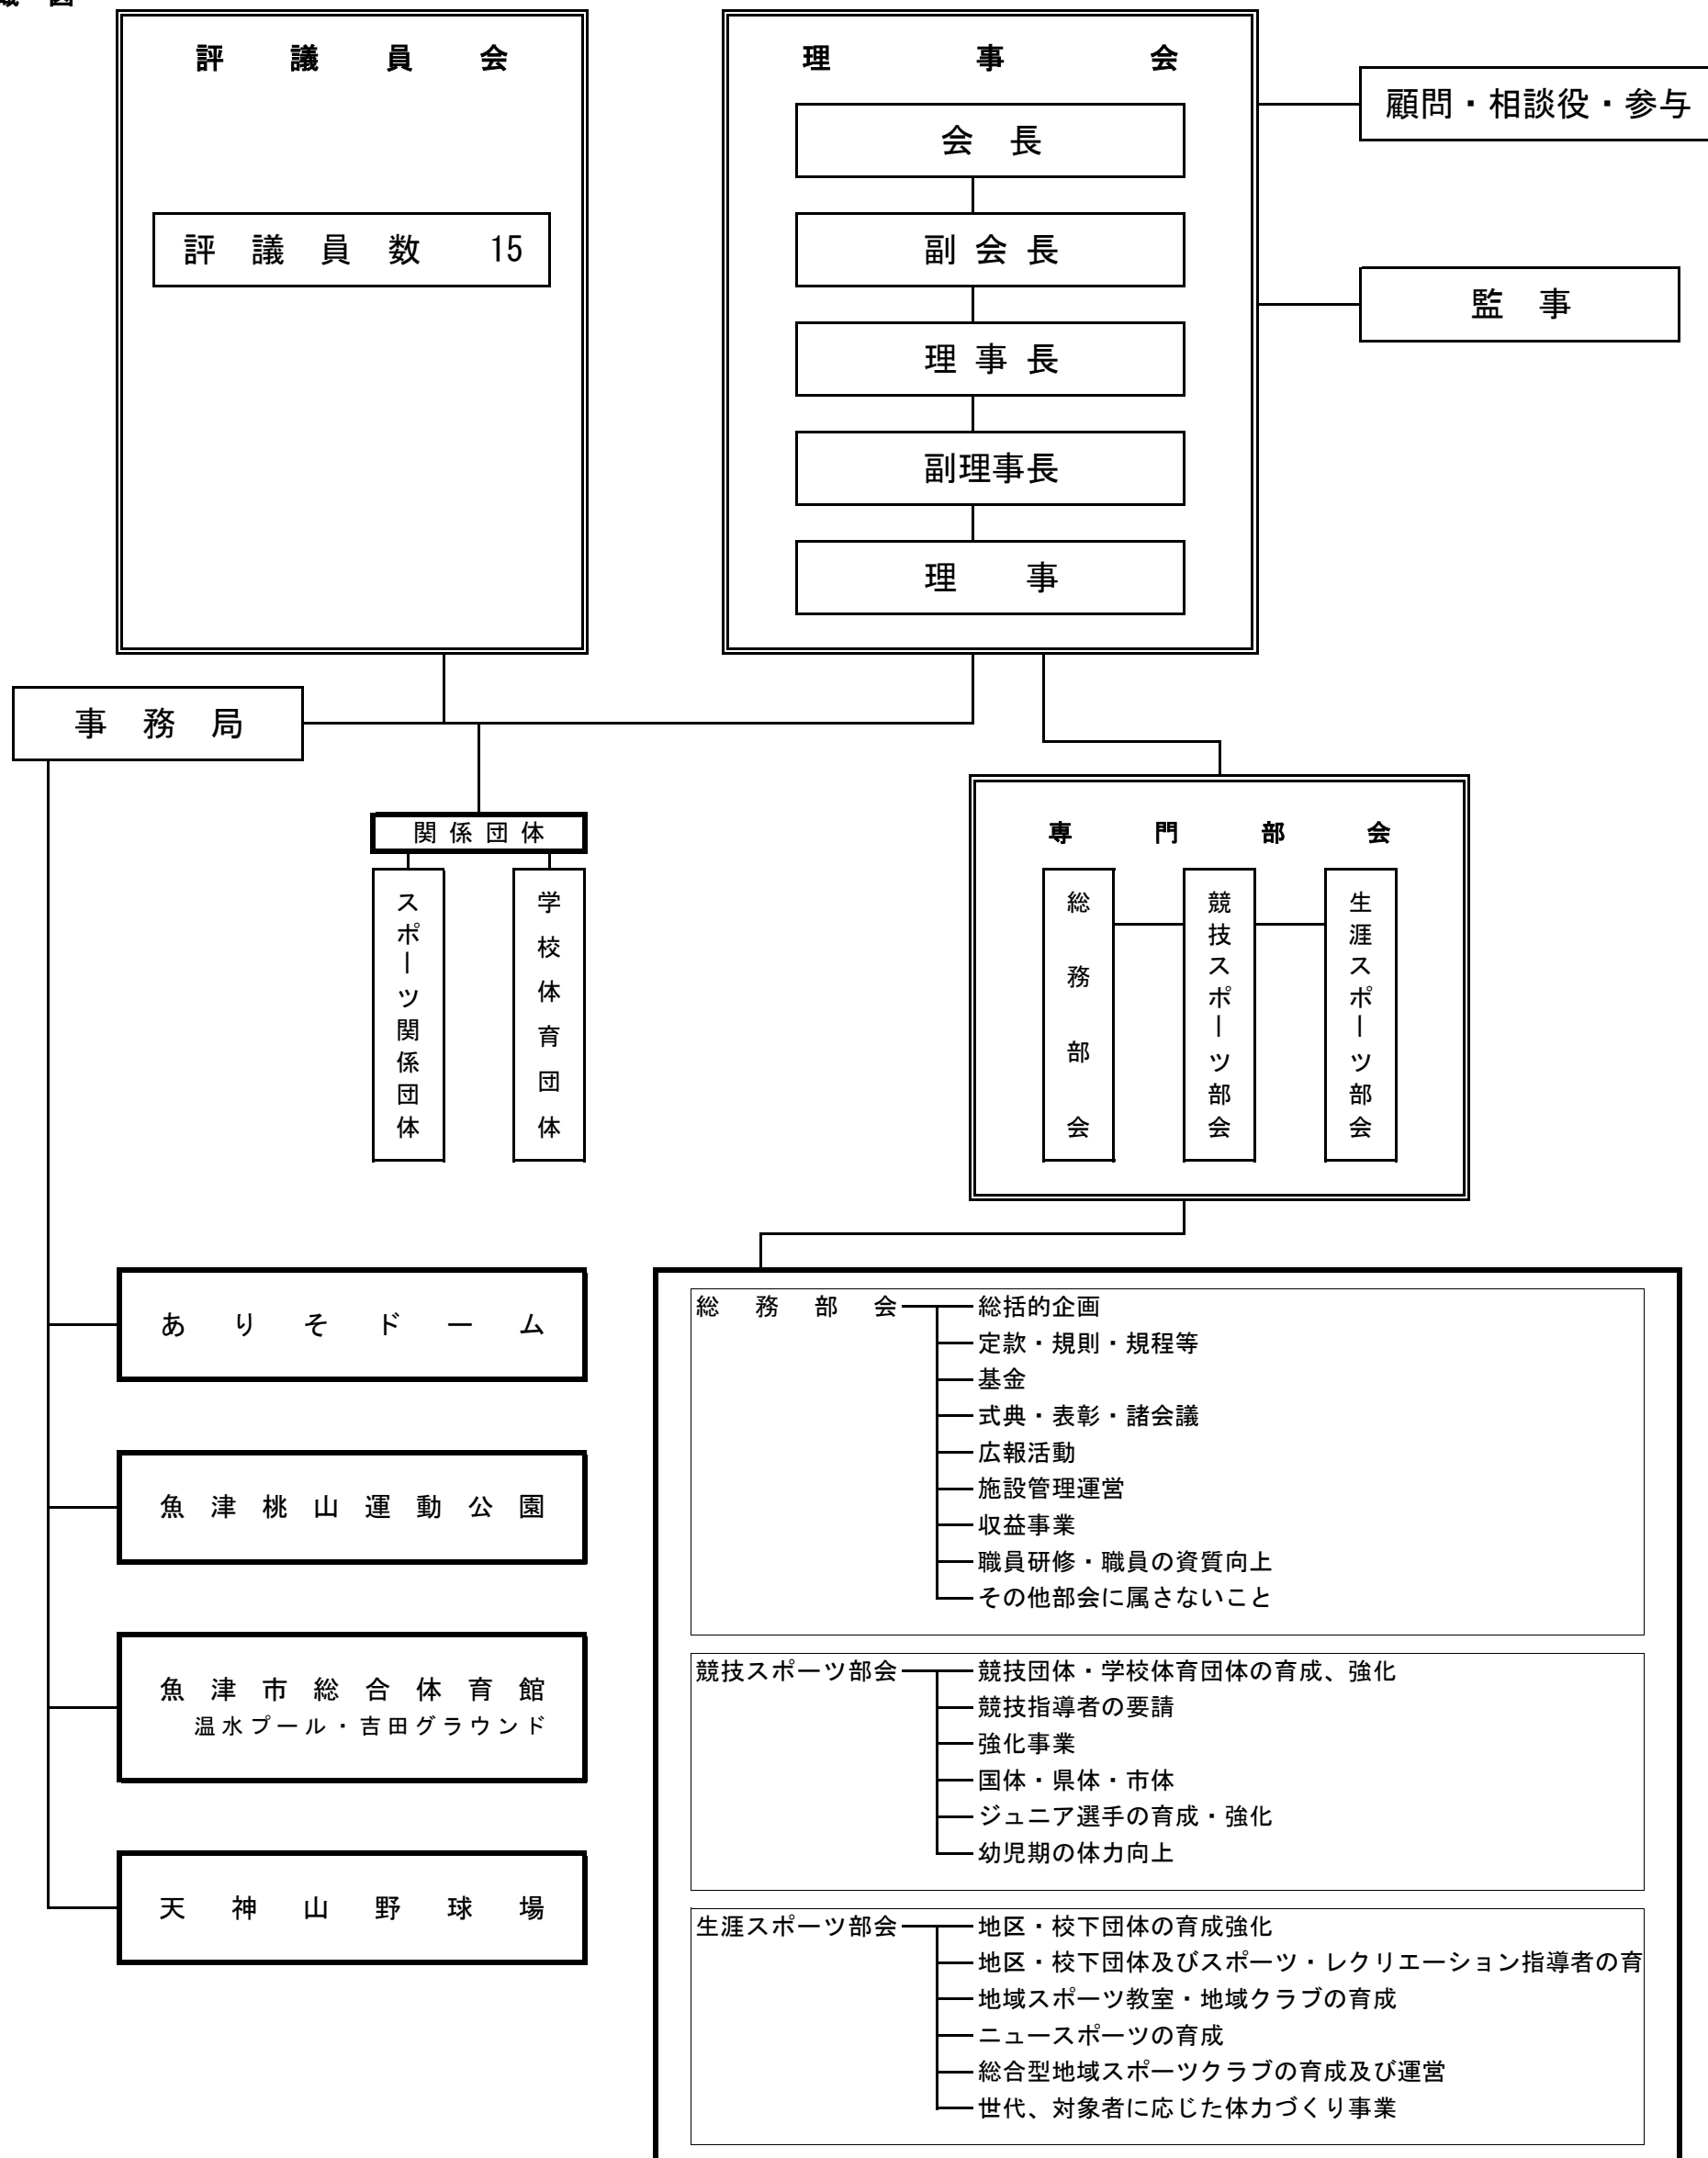 織　図
評　議　員　会
評　議　員　数　15
理　事　会
会　長
副 会 長
理 事 長
副理事長
理　　事
顧問・相談役・参与
監　事
事　務　局
関 係 団 体
スポーツ関係団体
学校体育団体
専　門　部　会
総務部会
競技スポーツ部会
生涯スポーツ部会
ありそドーム
魚津桃山運動公園
魚津市総合体育館
温水プール・吉田グラウンド
天神山野球場
総　務　部　会
総括的企画
定款・規則・規程等
基金
式典・表彰・諸会議
広報活動
施設管理運営
収益事業
職員研修・職員の資質向上
その他部会に属さないこと
競技スポーツ部会
競技団体・学校体育団体の育成、強化
競技指導者の要請
強化事業
国体・県体・市体
ジュニア選手の育成・強化
幼児期の体力向上
生涯スポーツ部会
地区・校下団体の育成強化
地区・校下団体及びスポーツ・レクリエーション指導者の育
地域スポーツ教室・地域クラブの育成
ニュースポーツの育成
総合型地域スポーツクラブの育成及び運営
世代、対象者に応じた体力づくり事業